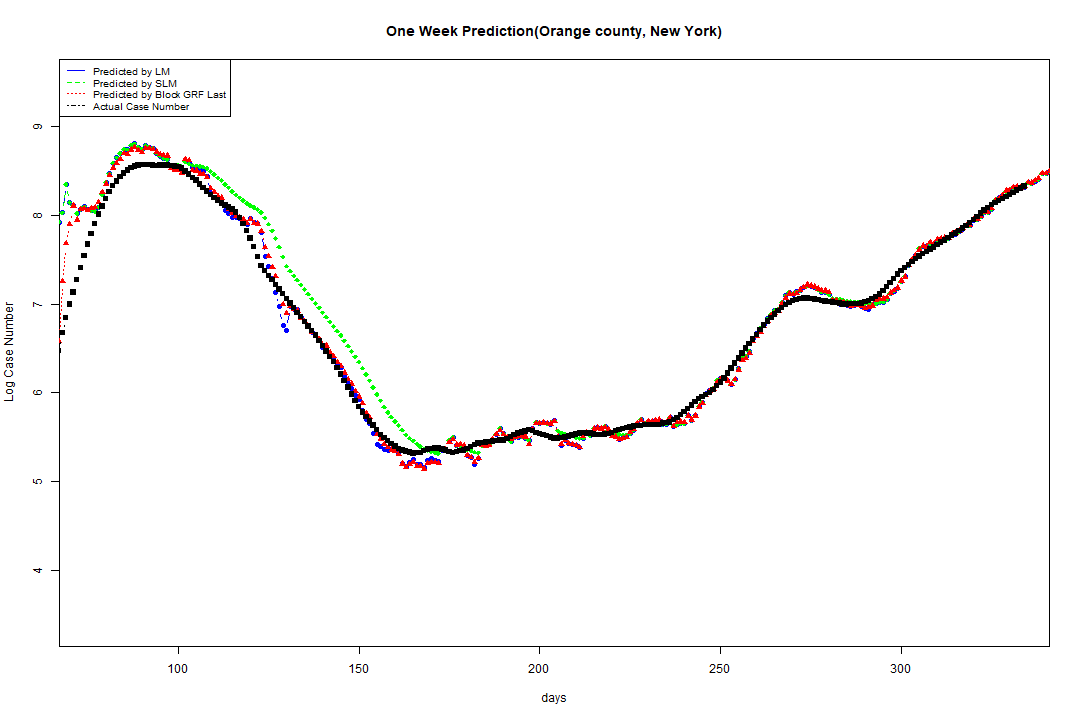 One Week Prediction(Orange county, New York)
Predicted by LM
Predicted by SLM
Predicted by Block GRF Last
Actual Case Number
Log Case Number
9
8
7
6
5
4
100 150 200 250 300
days